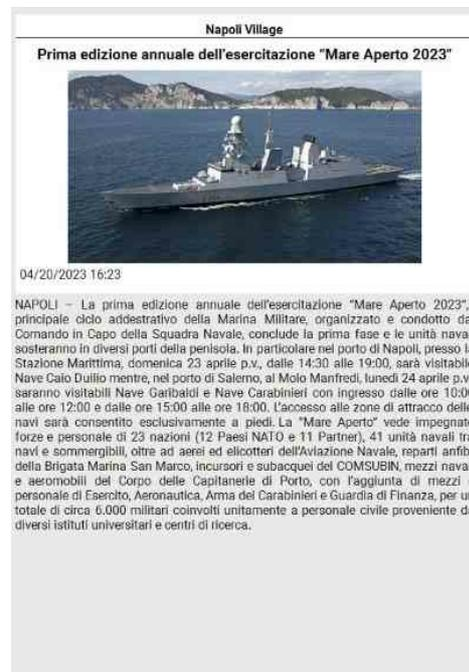 Napoli Village
Prima edizione annuale dell'esercitazione "Mare Aperto 2023"
04/20/2023 16:23
NAPOLI – La prima edizione annuale dell'esercitazione "Mare Aperto 2023",
principale ciclo addestrativo della Marina Militare, organizzato e condotto da
Comando in Capo della Squadra Navale, conclude la prima fase e le unità nava
sosteranno in diversi porti della penisola. In particolare nel porto di Napoli, presso l
Stazione Marittima, domenica 23 aprile p.v., dalle 14:30 alle 19:00, sarà visitabil
Nave Caio Duilio mentre, nel porto di Salerno, al Molo Manfredi, lunedì 24 aprile p.v
saranno visitabili Nave Garibaldi e Nave Carabinieri con ingresso dalle ore 10:0
alle ore 12:00 e dalle ore 15:00 alle ore 18:00. L'accesso alle zone di attracco dell
navi sarà consentito esclusivamente a piedi. La "Mare Aperto" vede impegnat
forze e personale di 23 nazioni (12 Paesi NATO e 11 Partner), 41 unità navali tr
navi e sommergibili, oltre ad aerei ed elicotteri dell'Aviazione Navale, reparti anfib
della Brigata Marina San Marco, incursori e subacquei del COMSUBIN, mezzi nava
e aeromobili del Corpo delle Capitanerie di Porto, con l'aggiunta di mezzi
personale di Esercito, Aeronautica, Arma dei Carabinieri e Guardia di Finanza, per u
totale di circa 6.000 militari coinvolti unitamente a personale civile proveniente d
diversi istituti universitari e centri di ricerca.